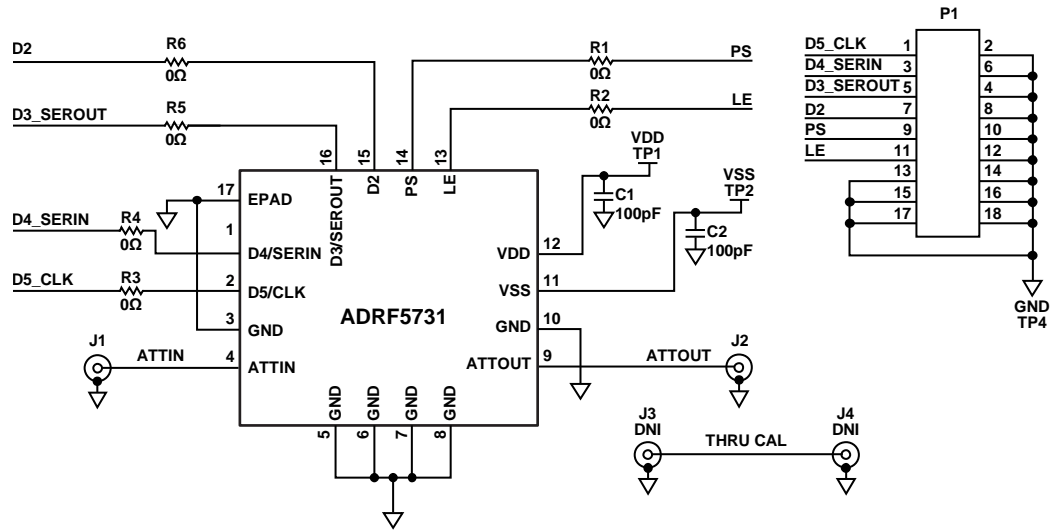 P1
D2
R6
0Ω
R1
0Ω
PS
D3_SEROUT
R5
0Ω
R2
0Ω
LE
D5_CLK 1 2
D4_SERIN 3 6
D3_SEROUT 5 4
D2 7 8
PS 9 10
LE 11 12
13 14
15 16
17 18
GND
TP4
16 15 14 13
D3/SEROUT D2 PS LE
VDD
TP1
C1
100pF
VSS
TP2
C2
100pF
17 EPAD
D4_SERIN
R4
0Ω
1
D4/SERIN
D5_CLK
R3
0Ω
2
D5/CLK
3
GND
J1
ATTIN
4
ATTIN
ADRF5731
VDD 12
VSS 11
GND 10
ATTOUT 9
ATTOUT
J2
GND GND GND GND
5 6 7 8
J3
DNI
THRU CAL
J4
DNI